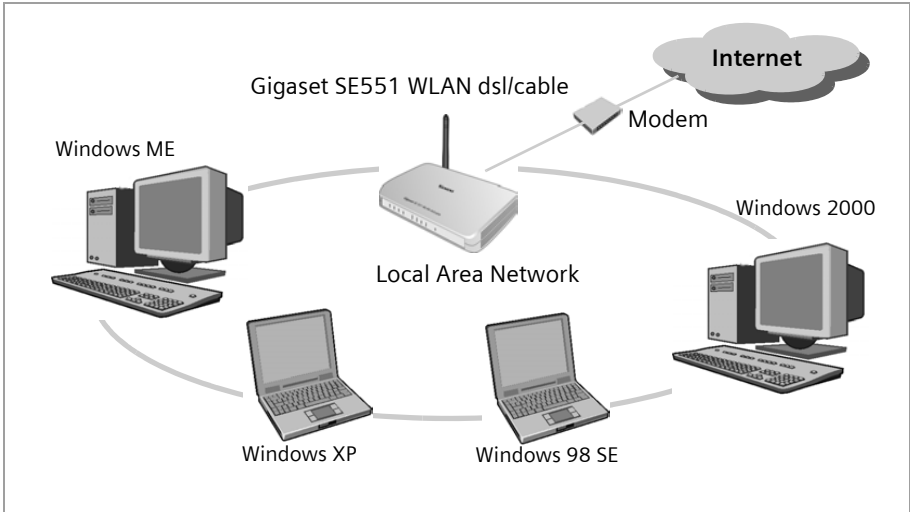 Internet
Gigaset SE551 WLAN dsl/cable
Modem
Windows ME
Windows 2000
Local Area Network
Windows XP
Windows 98 SE